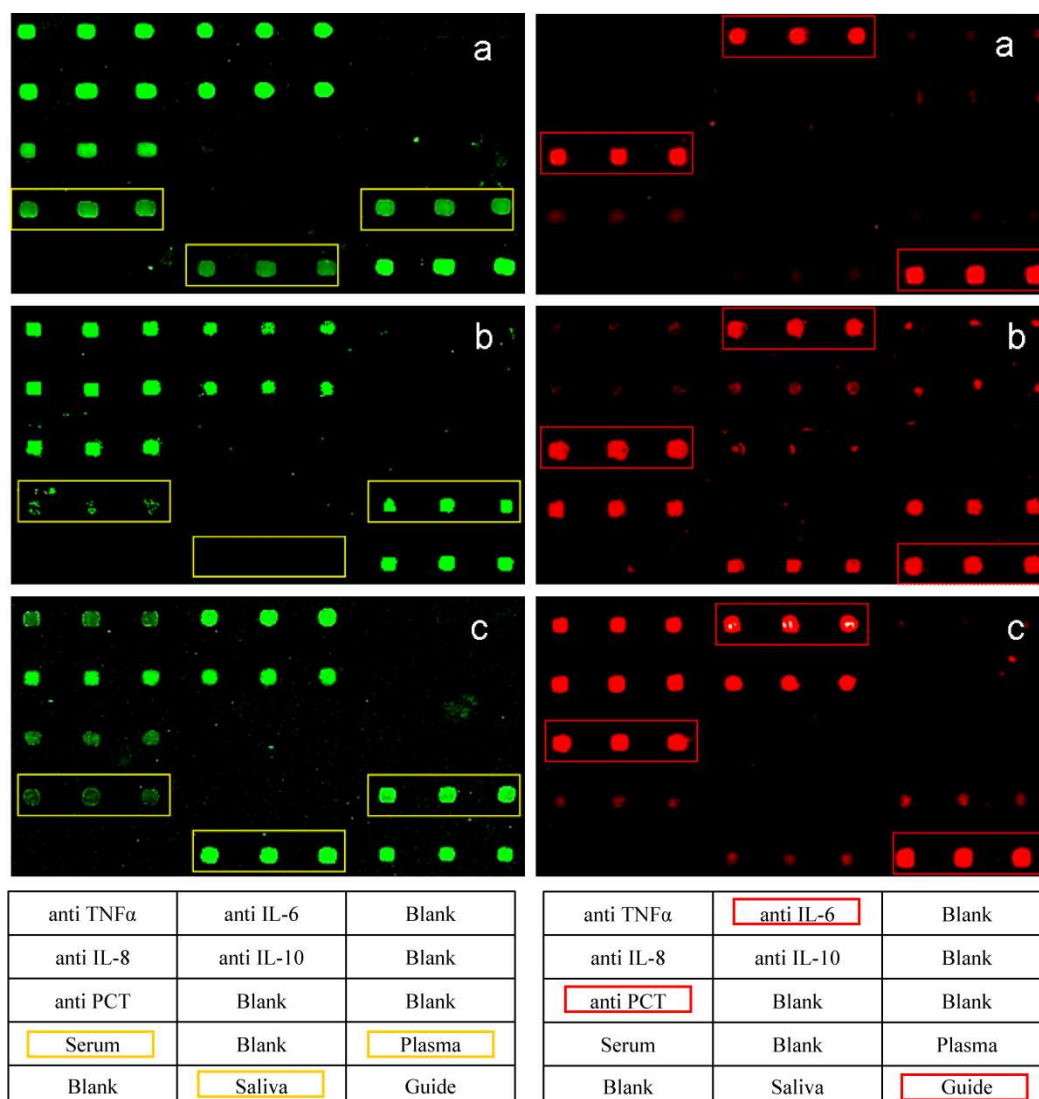 a
a
b
b
c
c
anti TNFα anti IL-6 Blank
anti IL-8 anti IL-10 Blank
anti PCT Blank Blank
Serum Blank Plasma
Blank Saliva Guide
anti TNFα anti IL-6 Blank
anti IL-8 anti IL-10 Blank
anti PCT Blank Blank
Serum Blank Plasma
Blank Saliva Guide